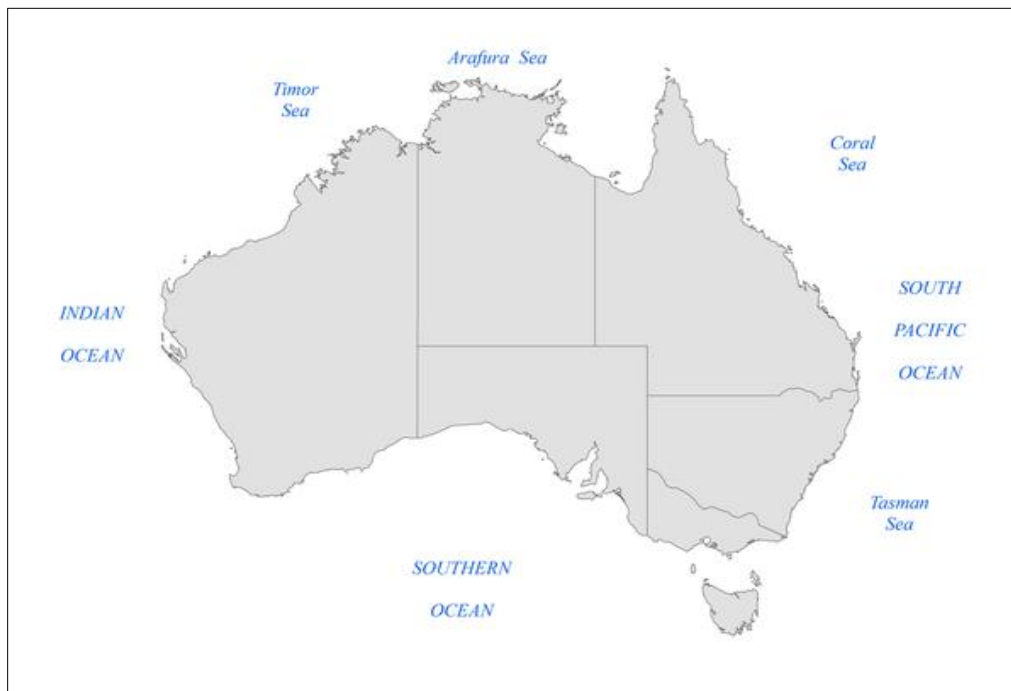 Arafura Sea
Timor
Sea
Coral
Sea
INDIAN
OCEAN
SOUTH
PACIFIC
OCEAN
Tasman
Sea
SOUTHERN
OCEAN